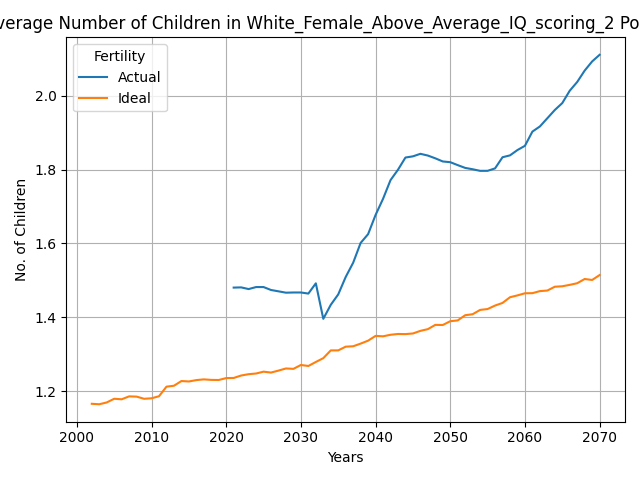 verage Number of Children in White_Female_Above_Average_IQ_scoring_2 Po
Fertility
Actual
Ideal
No. of Children
2.0
1.8
1.6
1.4
1.2
2000 2010 2020 2030 2040 2050 2060 2070
Years